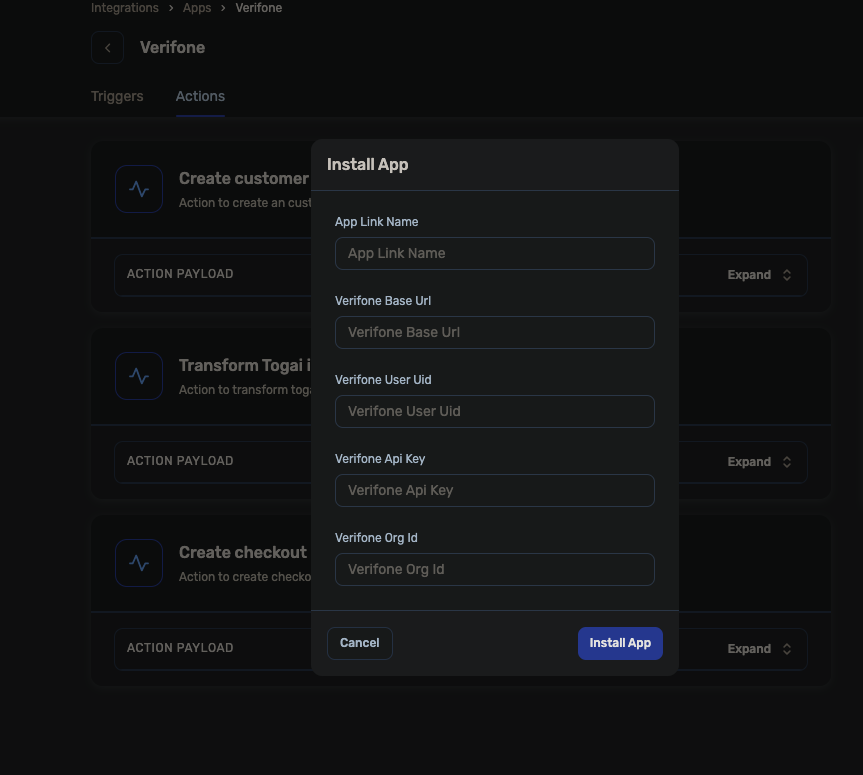 Integrations > Apps > Verifone
Verifone
Triggers Actions
Install App
App Link Name
App Link Name
Verifone Base Url
Verifone Base Url
Verifone User Uid
Verifone User Uid
Verifone Api Key
Verifone Api Key
Verifone Org Id
Verifone Org Id
Cancel Install App
Create customer
Action to create an cust
ACTION PAYLOAD Expand
Transform Togai i
Action to transform toga
ACTION PAYLOAD Expand
Create checkout
Action to create checko
ACTION PAYLOAD Expand